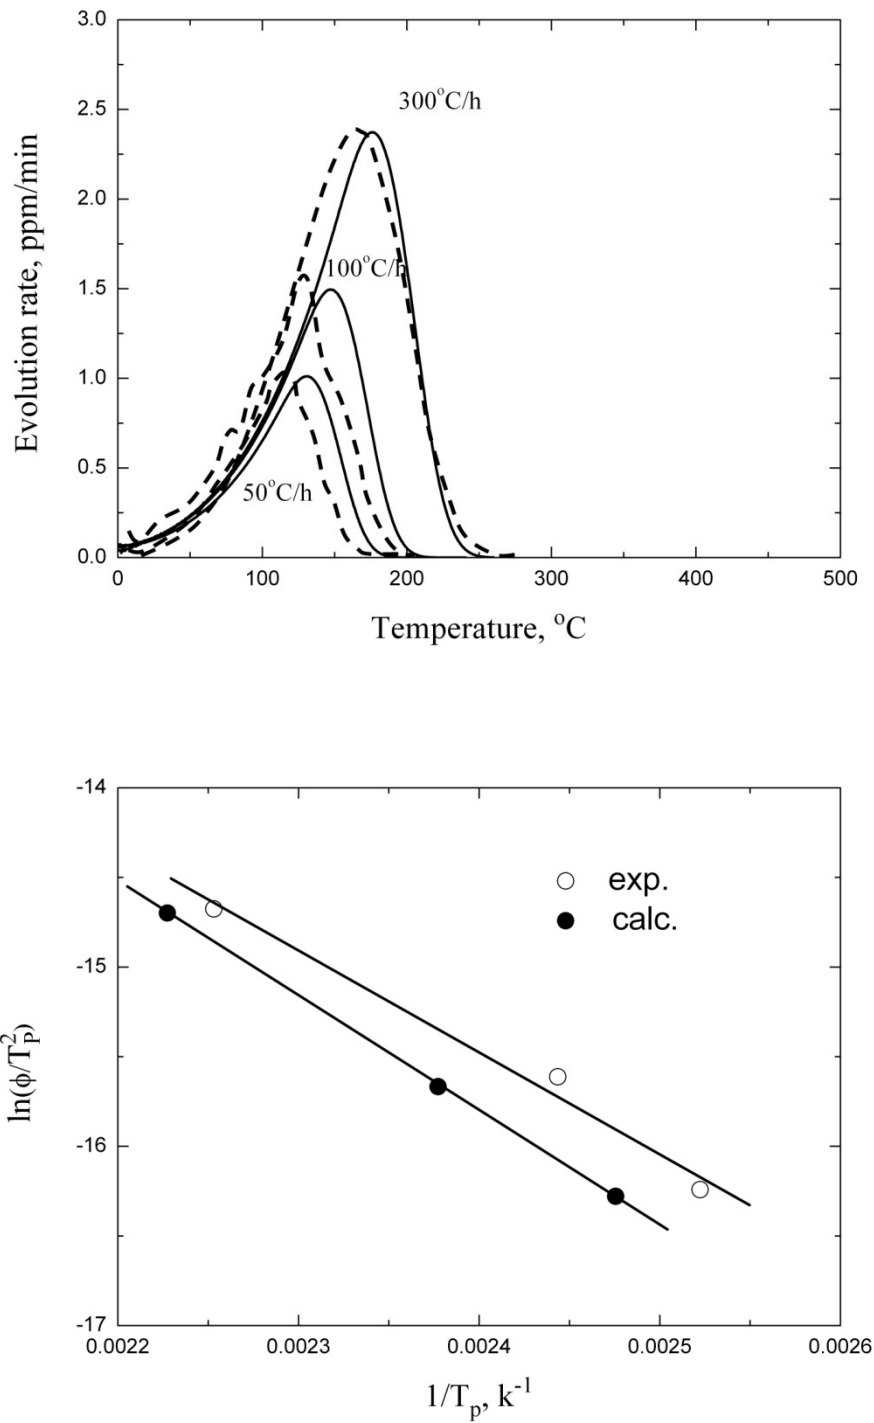 3.0
300°C/h
2.5
2.0
100°C/h
1.5
1.0
0.5
50°C/h
0.0
0 100 200 300 400 500
Evolution rate, ppm/min
Temperature, °C
-14
exp.
calc.
-15
-16
-17
0.0022 0.0023 0.0024 0.0025 0.0026
ln(ϕ/T²ₚ)
1/Tₚ, k⁻¹